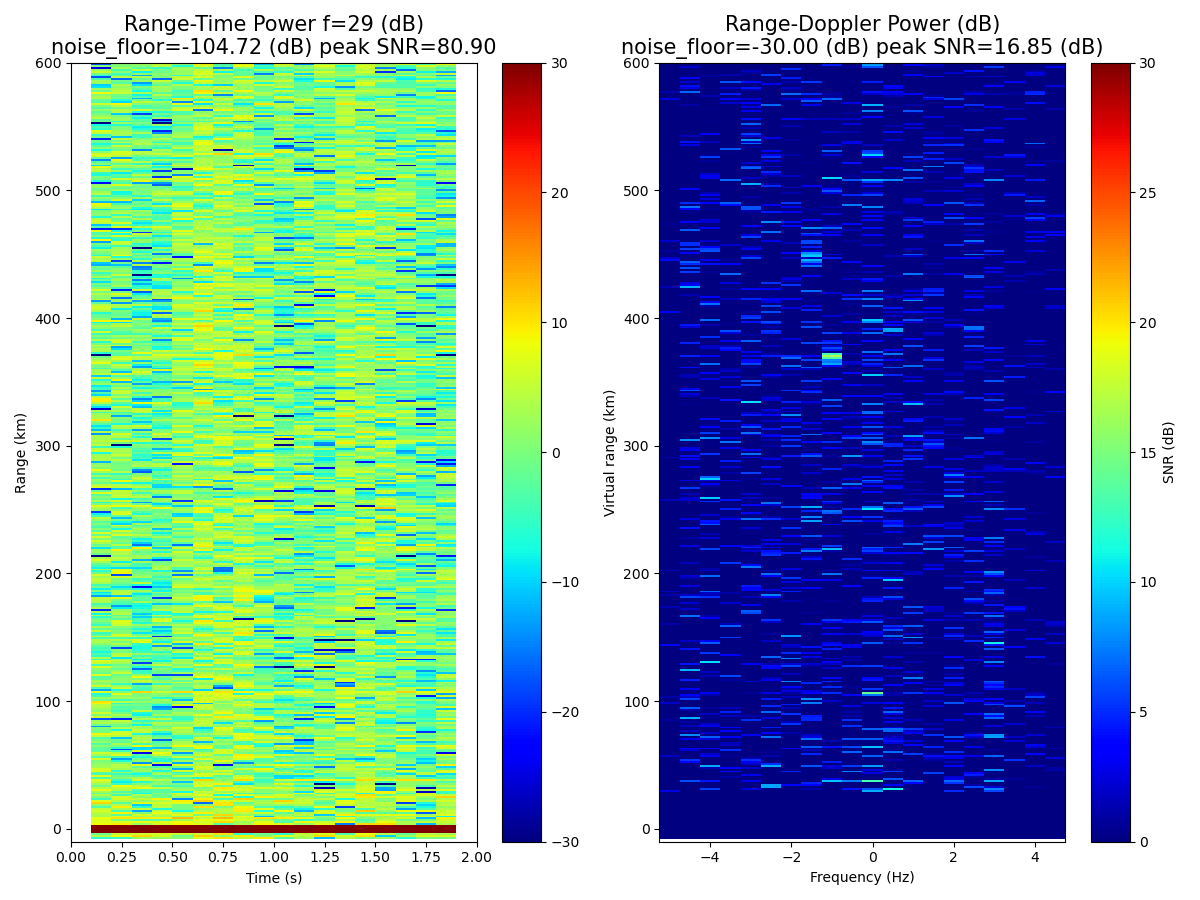 Range-Time Power f=29 (dB)
noise_floor=-104.72 (dB) peak SNR=80.90
600
500
400
300
200
100
0
Range (km)
0.00 0.25 0.50 0.75 1.00 1.25 1.50 1.75 2.00
Time (s)
30
20
10
0
−10
−20
−30
Range-Doppler Power (dB)
noise_floor=-30.00 (dB) peak SNR=16.85 (dB)
600
500
400
300
200
100
0
Virtual range (km)
−4 −2 0 2 4
Frequency (Hz)
30
25
20
15
10
5
0
SNR (dB)